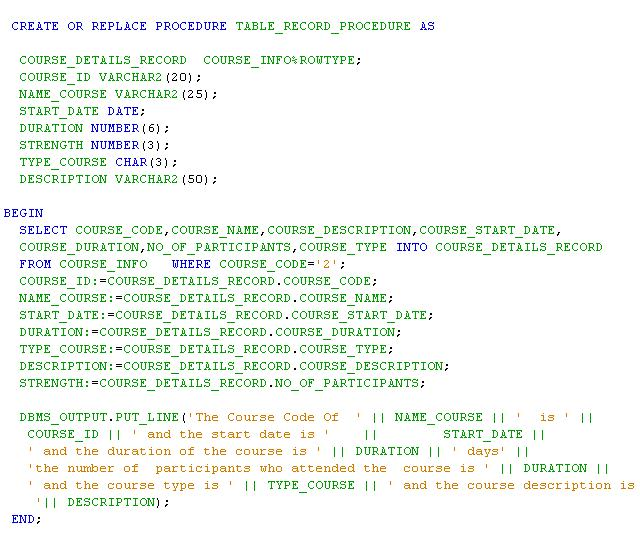 CREATE OR REPLACE PROCEDURE TABLE_RECORD_PROCEDURE AS
COURSE_DETAILS_RECORD  COURSE_INFO%ROWTYPE;
COURSE_ID VARCHAR2(20);
NAME_COURSE VARCHAR2(25);
START_DATE DATE;
DURATION NUMBER(6);
STRENGTH NUMBER(3);
TYPE_COURSE CHAR(3);
DESCRIPTION VARCHAR2(50);
BEGIN
SELECT COURSE_CODE,COURSE_NAME,COURSE_DESCRIPTION,COURSE_START_DATE,
COURSE_DURATION,NO_OF_PARTICIPANTS,COURSE_TYPE INTO COURSE_DETAILS_RECORD
FROM COURSE_INFO   WHERE COURSE_CODE='2';
COURSE_ID:=COURSE_DETAILS_RECORD.COURSE_CODE;
NAME_COURSE:=COURSE_DETAILS_RECORD.COURSE_NAME;
START_DATE:=COURSE_DETAILS_RECORD.COURSE_START_DATE;
DURATION:=COURSE_DETAILS_RECORD.COURSE_DURATION;
TYPE_COURSE:=COURSE_DETAILS_RECORD.COURSE_TYPE;
DESCRIPTION:=COURSE_DETAILS_RECORD.COURSE_DESCRIPTION;
STRENGTH:=COURSE_DETAILS_RECORD.NO_OF_PARTICIPANTS;
DBMS_OUTPUT.PUT_LINE('The Course Code Of  ' || NAME_COURSE || '  is ' ||
COURSE_ID || ' and the start date is '    ||        START_DATE ||
' and the duration of the course is ' || DURATION || ' days' ||
'the number of  participants who attended the  course is ' || DURATION ||
' and the course type is ' || TYPE_COURSE || ' and the course description is
'|| DESCRIPTION);
END;